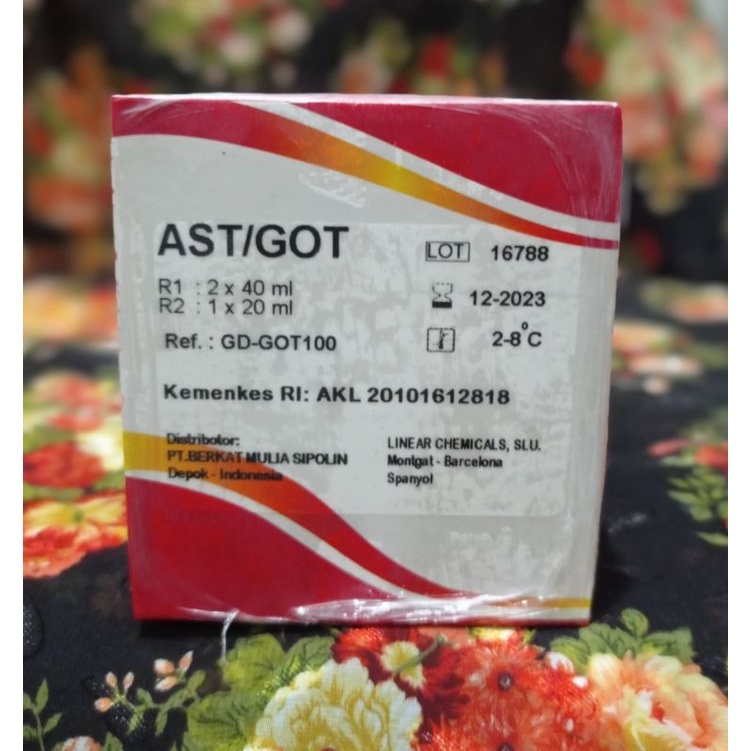 AST/GOT
R1 : 2 x 40 ml
R2 : 1 x 20 ml
Ref. : GD-GOT100
LOT 16788
12-2023
2-8°C
Kemenkes RI: AKL 20101612818
Distributor:
PT.BERKAT MULIA SIPOLIN
Depok - Indonesia
LINEAR CHEMICALS, SLU.
Montgat - Barcelona
Spanyol